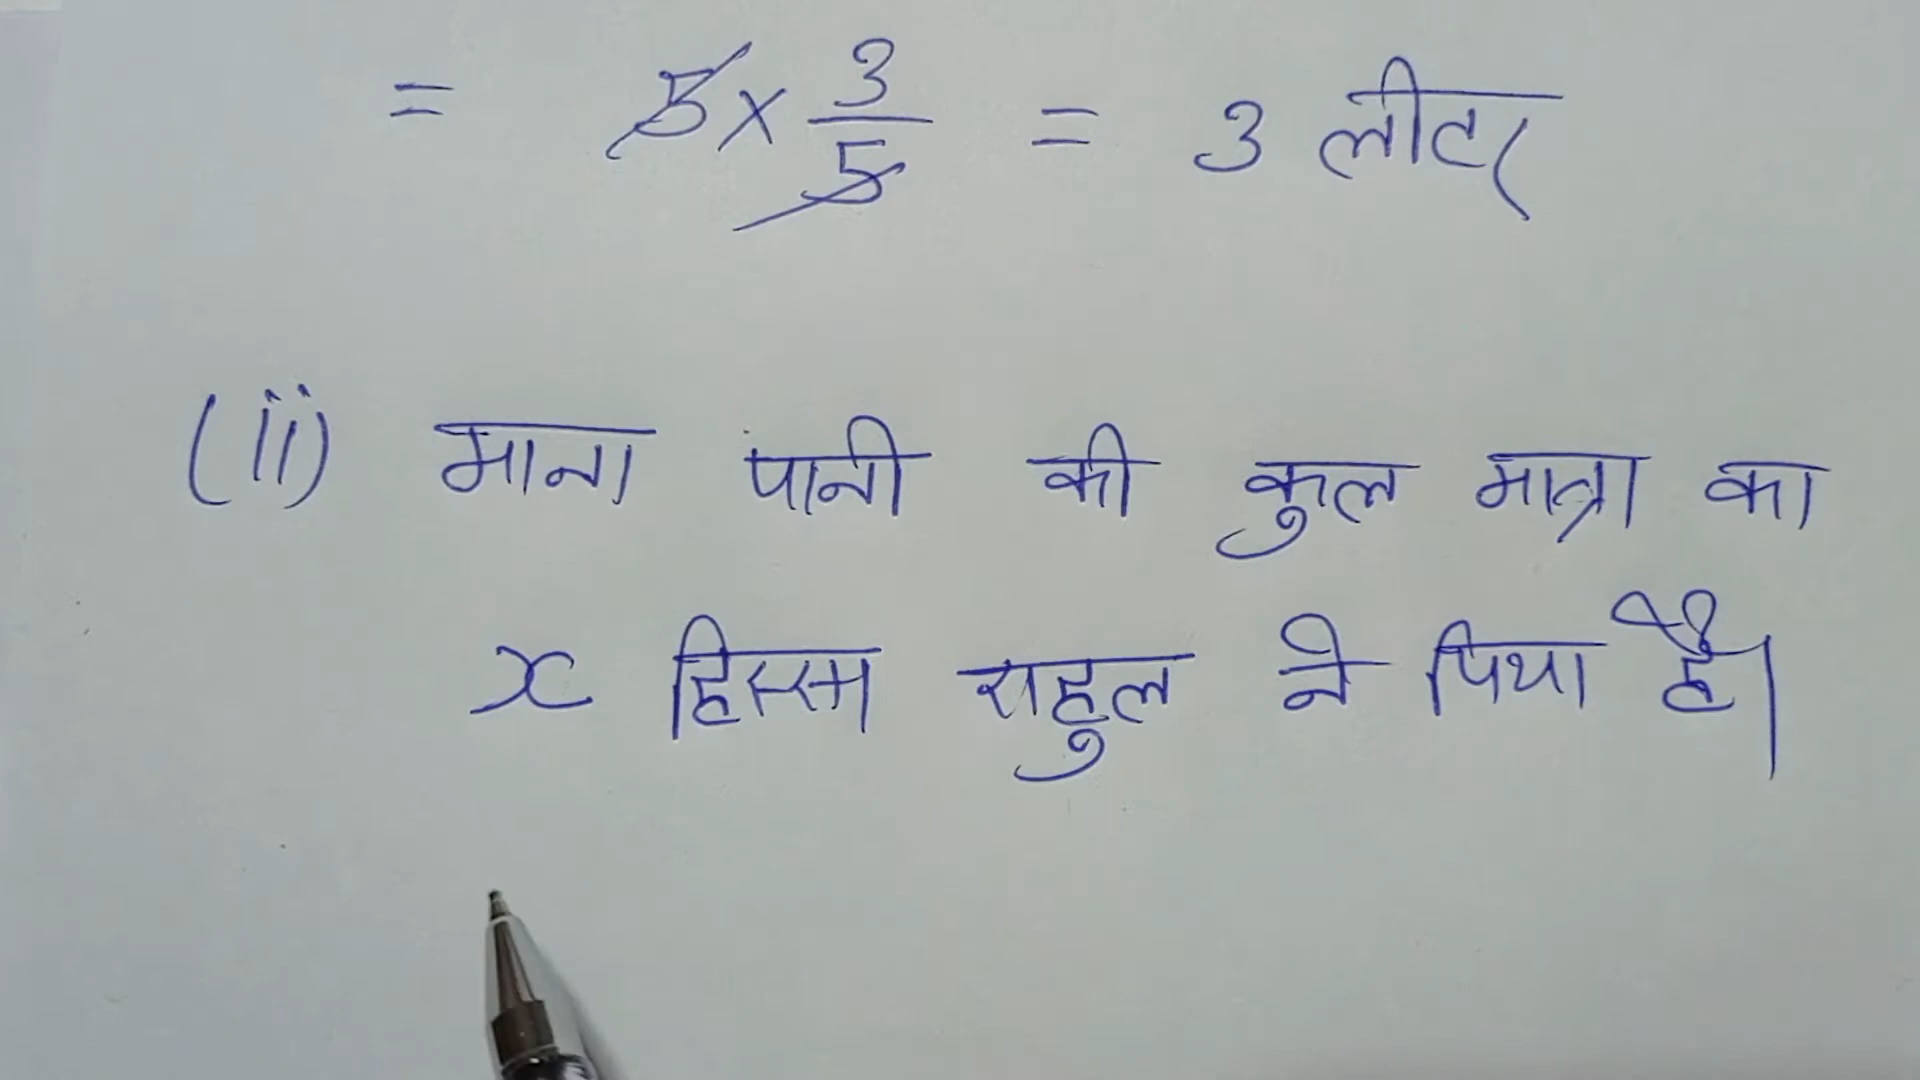 = 5 × 3/5 = 3 लीटर
(ii) माना पानी की कुल मात्रा का
x हिस्सा राहुल ने पिया है।